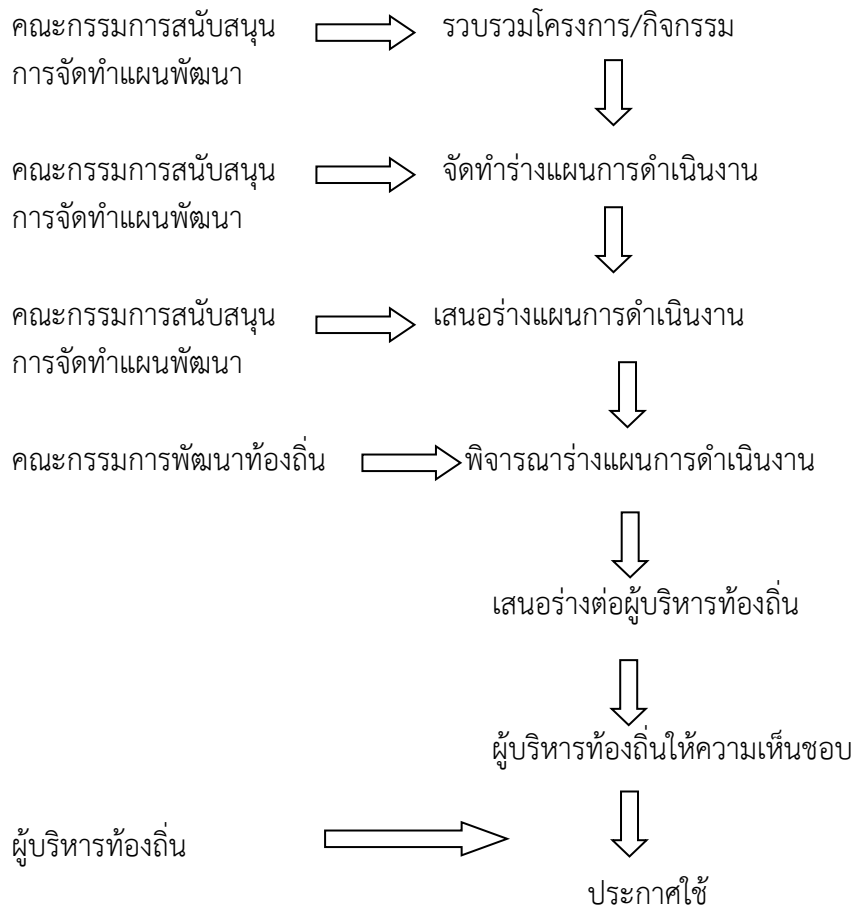 คณะกรรมการสนับสนุน
การจัดทำแผนพัฒนา
รวบรวมโครงการ/กิจกรรม
คณะกรรมการสนับสนุน
การจัดทำแผนพัฒนา
จัดทำร่างแผนการดำเนินงาน
คณะกรรมการสนับสนุน
การจัดทำแผนพัฒนา
เสนอร่างแผนการดำเนินงาน
คณะกรรมการพัฒนาท้องถิ่น
พิจารณาร่างแผนการดำเนินงาน
เสนอร่างต่อผู้บริหารท้องถิ่น
ผู้บริหารท้องถิ่นให้ความเห็นชอบ
ผู้บริหารท้องถิ่น
ประกาศใช้